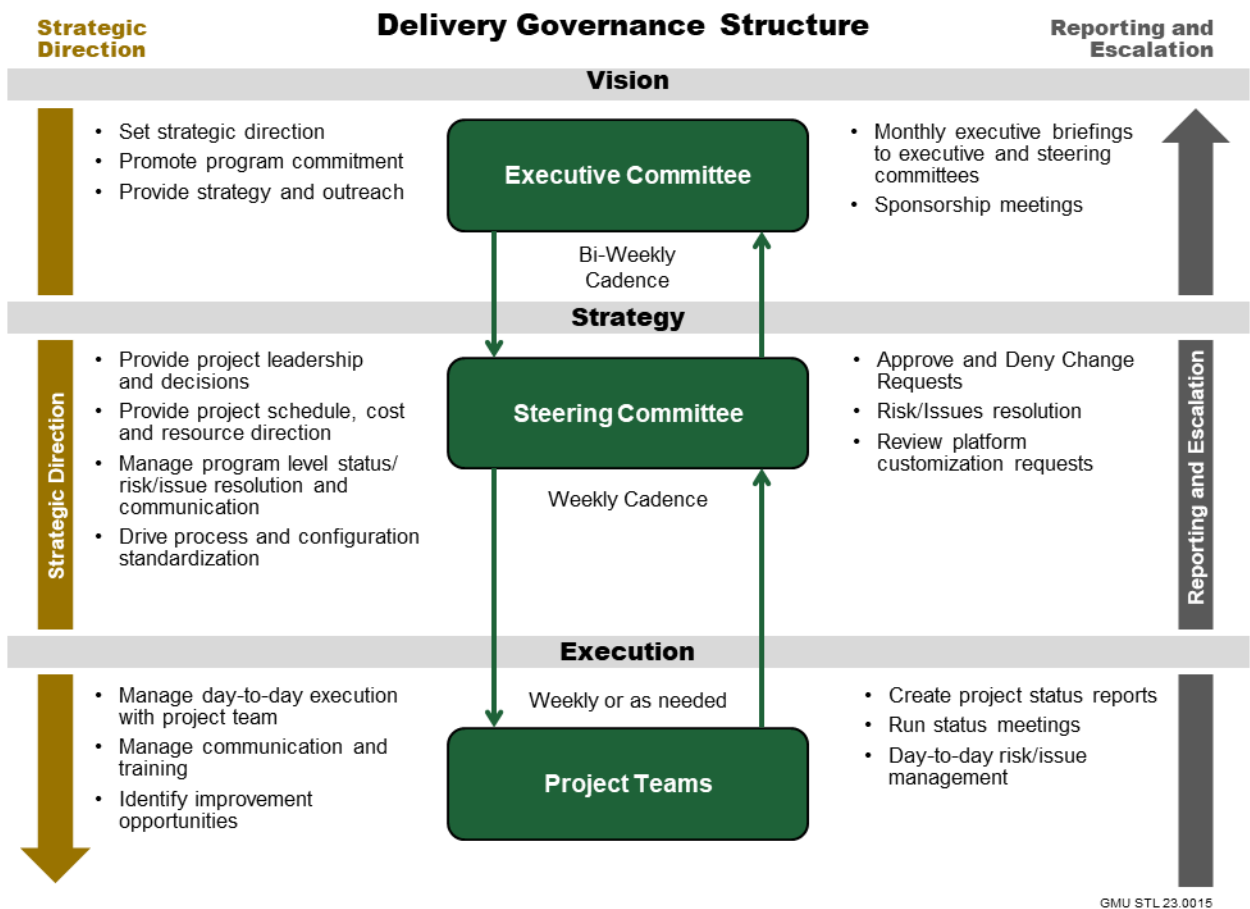 Delivery Governance Structure
Strategic
Direction
Reporting and
Escalation
Vision
• Set strategic direction
• Promote program commitment
• Provide strategy and outreach
Executive Committee
• Monthly executive briefings
to executive and steering
committees
• Sponsorship meetings
Bi-Weekly
Cadence
Strategy
Strategic Direction
• Provide project leadership
and decisions
• Provide project schedule, cost
and resource direction
• Manage program level status/
risk/issue resolution and
communication
• Drive process and configuration
standardization
Steering Committee
Weekly Cadence
• Approve and Deny Change
Requests
• Risk/Issues resolution
• Review platform
customization requests
Reporting and Escalation
Execution
• Manage day-to-day execution
with project team
• Manage communication and
training
• Identify improvement
opportunities
Weekly or as needed
Project Teams
• Create project status reports
• Run status meetings
• Day-to-day risk/issue
management
GMU STL 23.0015